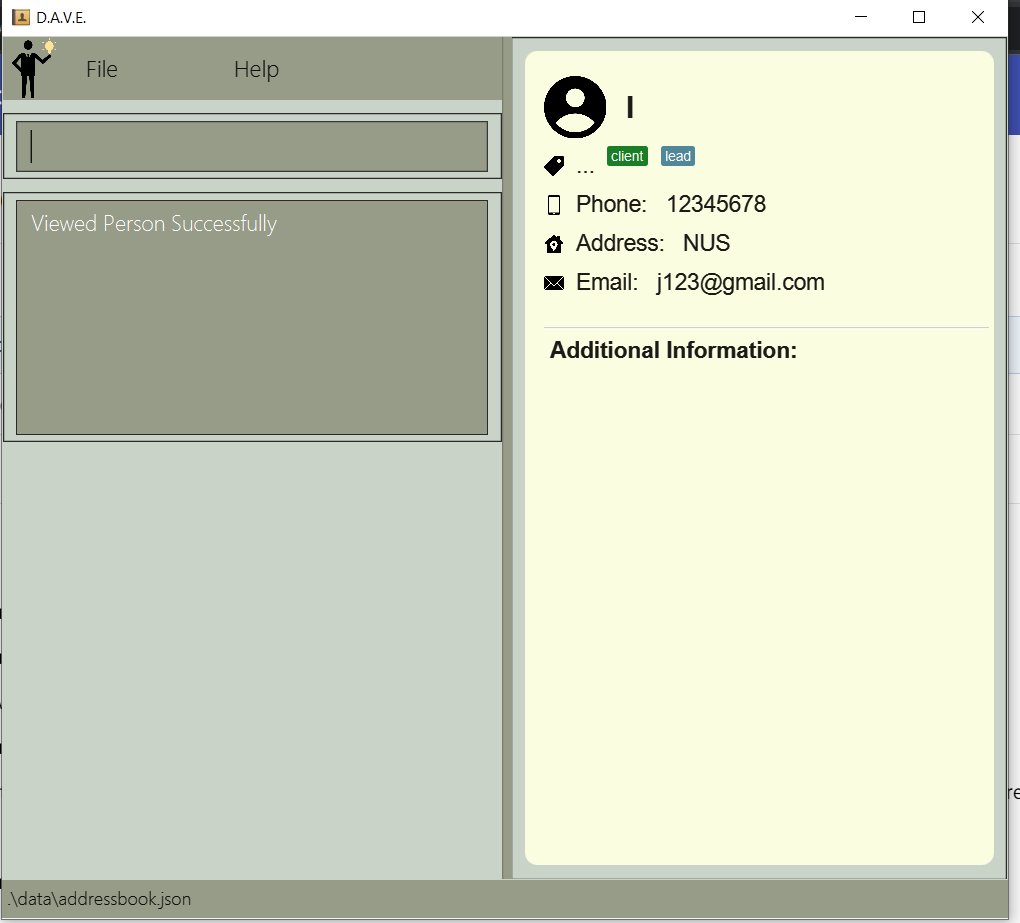 D.A.V.E.
File Help
Viewed Person Successfully
l
... client lead
Phone: 12345678
Address: NUS
Email: j123@gmail.com
Additional Information:
re
.\data\addressbook.json